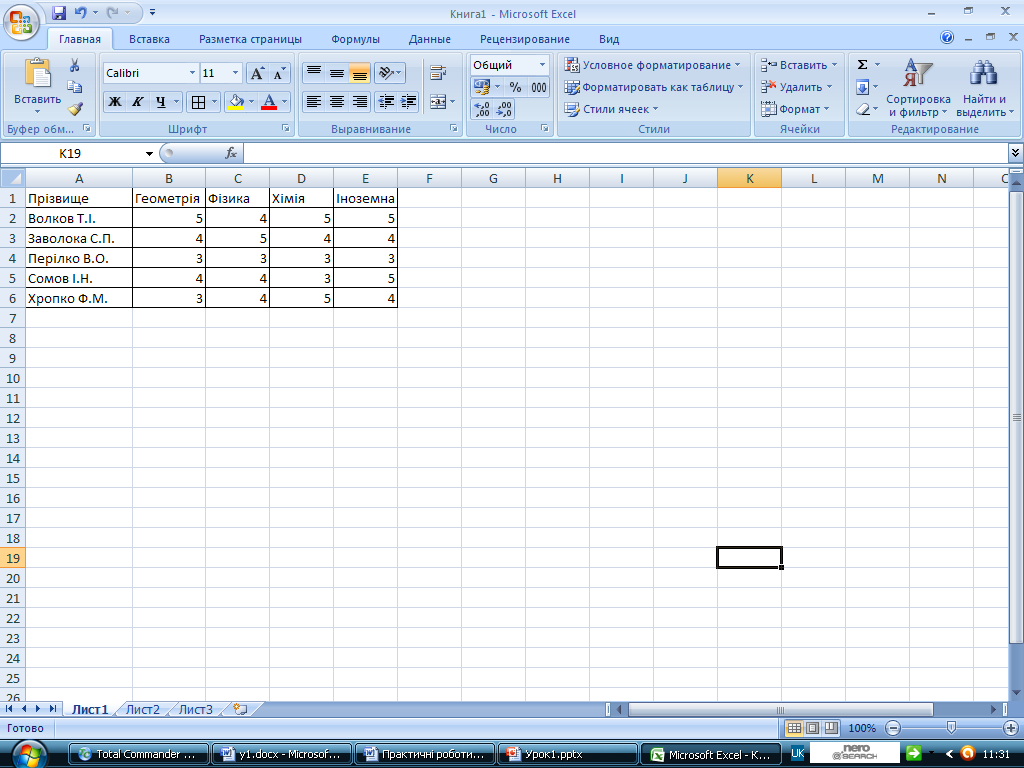 Книга1 - Microsoft Excel
Главная Вставка Разметка страницы Формулы Данные Рецензирование Вид
Вставить
Calibri 11
Ж К Ч
Общий
% 000
Условное форматирование
Форматировать как таблицу
Стили ячеек
Вставить
Удалить
Формат
Σ
Сортировка и фильтр
Найти и выделить
Буфер обм... Шрифт Выравнивание Число Стили Ячейки Редактирование
K19 fx
A B C D E F G H I J K L M N O
1 Прізвище Геометрія Фізика Хімія Іноземна
2 Волков Т.І. 5 4 5 5
3 Заволока С.П. 4 5 4 4
4 Перілко В.О. 3 3 3 3
5 Сомов І.Н. 4 4 3 5
6 Хропко Ф.М. 3 4 5 4
7
8
9
10
11
12
13
14
15
16
17
18
19
20
21
22
23
24
25
26
Лист1 Лист2 Лист3
Готово 100%
Total Commander ... у1.docx - Microsof... Практичні роботи... Урок1.pptx Microsoft Excel - К... UK nero SEARCH 11:31